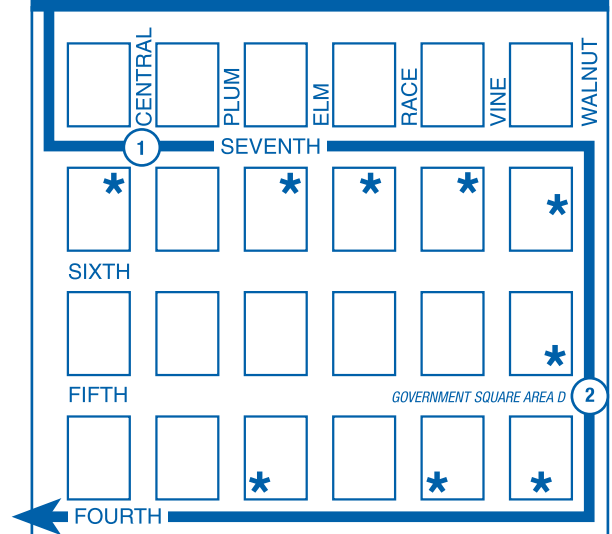 CENTRAL
PLUM
ELM
RACE
VINE
WALNUT
1
SEVENTH
*
*
*
*
*
SIXTH
*
FIFTH
GOVERNMENT SQUARE AREA D
2
*
*
*
FOURTH